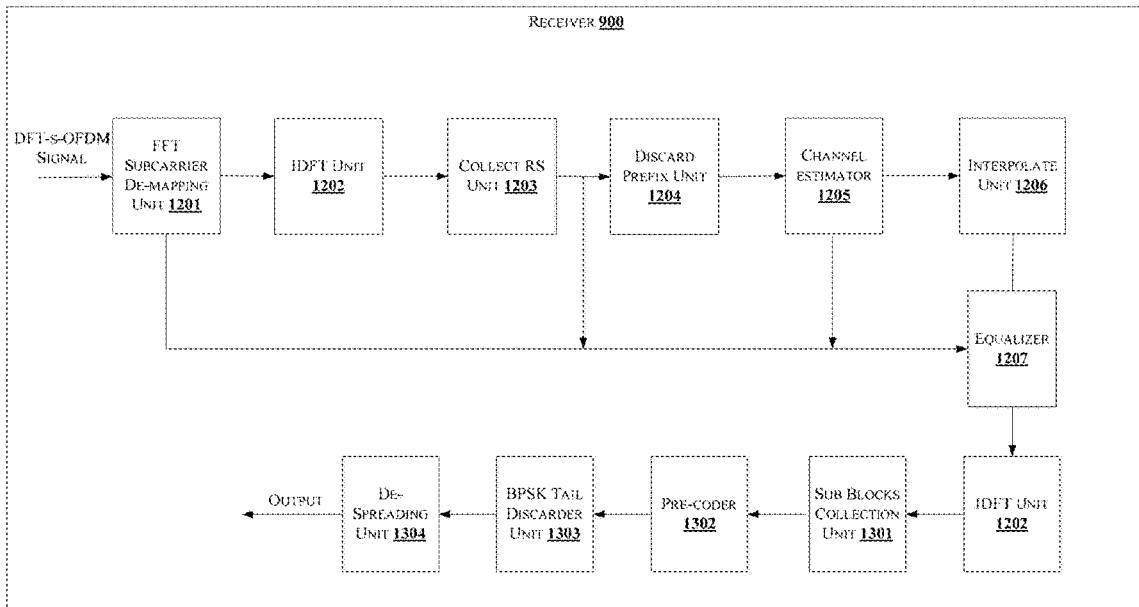 RECEIVER 900
DFT-S-OFDM
SIGNAL
FFT
SUBCARRIER
DE-MAPPING
UNIT 1201
IDFT UNIT
1202
COLLECT RS
UNIT 1203
DISCARD
PREFIX UNIT
1204
CHANNEL
ESTIMATOR
1205
INTERPOLATE
UNIT 1206
EQUALIZER
1207
OUTPUT
DE-
SPREADING
UNIT 1304
BPSK TAIL
DISCARDER
UNIT 1303
PRE-CODER
1302
SUB BLOCKS
COLLECTION
UNIT 1301
IDFT UNIT
1202